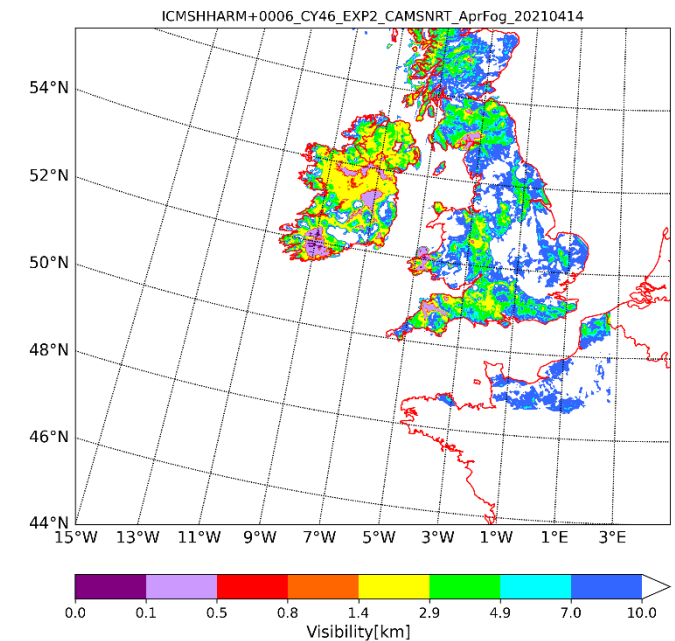 ICMSHHARM+0006_CY46_EXP2_CAMSNRT_AprFog_20210414
54°N
52°N
50°N
48°N
46°N
44°N
15°W 13°W 11°W 9°W 7°W 5°W 3°W 1°W 1°E 3°E
0.0 0.1 0.5 0.8 1.4 2.9 4.9 7.0 10.0
Visibility[km]